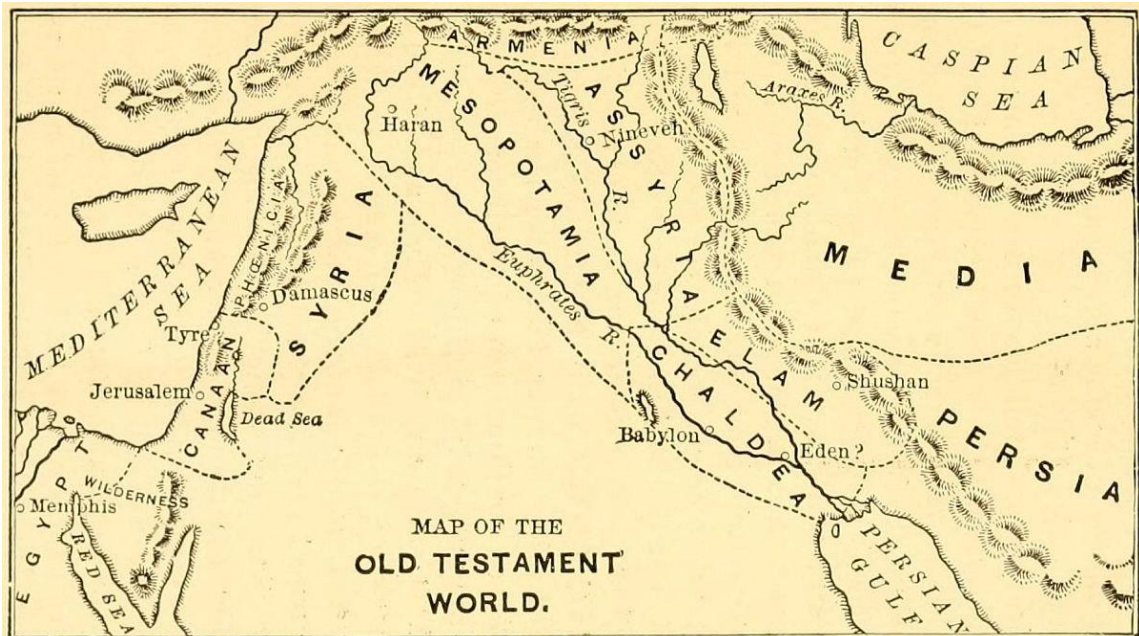 ARMENIA
CASPIAN
SEA
MESOPOTAMIA
ASSYRIA
Tigris
R.
Araxes R.
Haran
Nineveh
MEDITERRANEAN
SEA
PHŒNICIA
SYRIA
MEDIA
Euphrates
R.
Damascus
Tyre
CANAAN
CHALDEA
ELAM
Shushan
Jerusalem
Dead Sea
PERSIA
Babylon
Eden?
EGYPT
WILDERNESS
Memphis
RED SEA
PERSIAN
GULF
MAP OF THE
OLD TESTAMENT
WORLD.